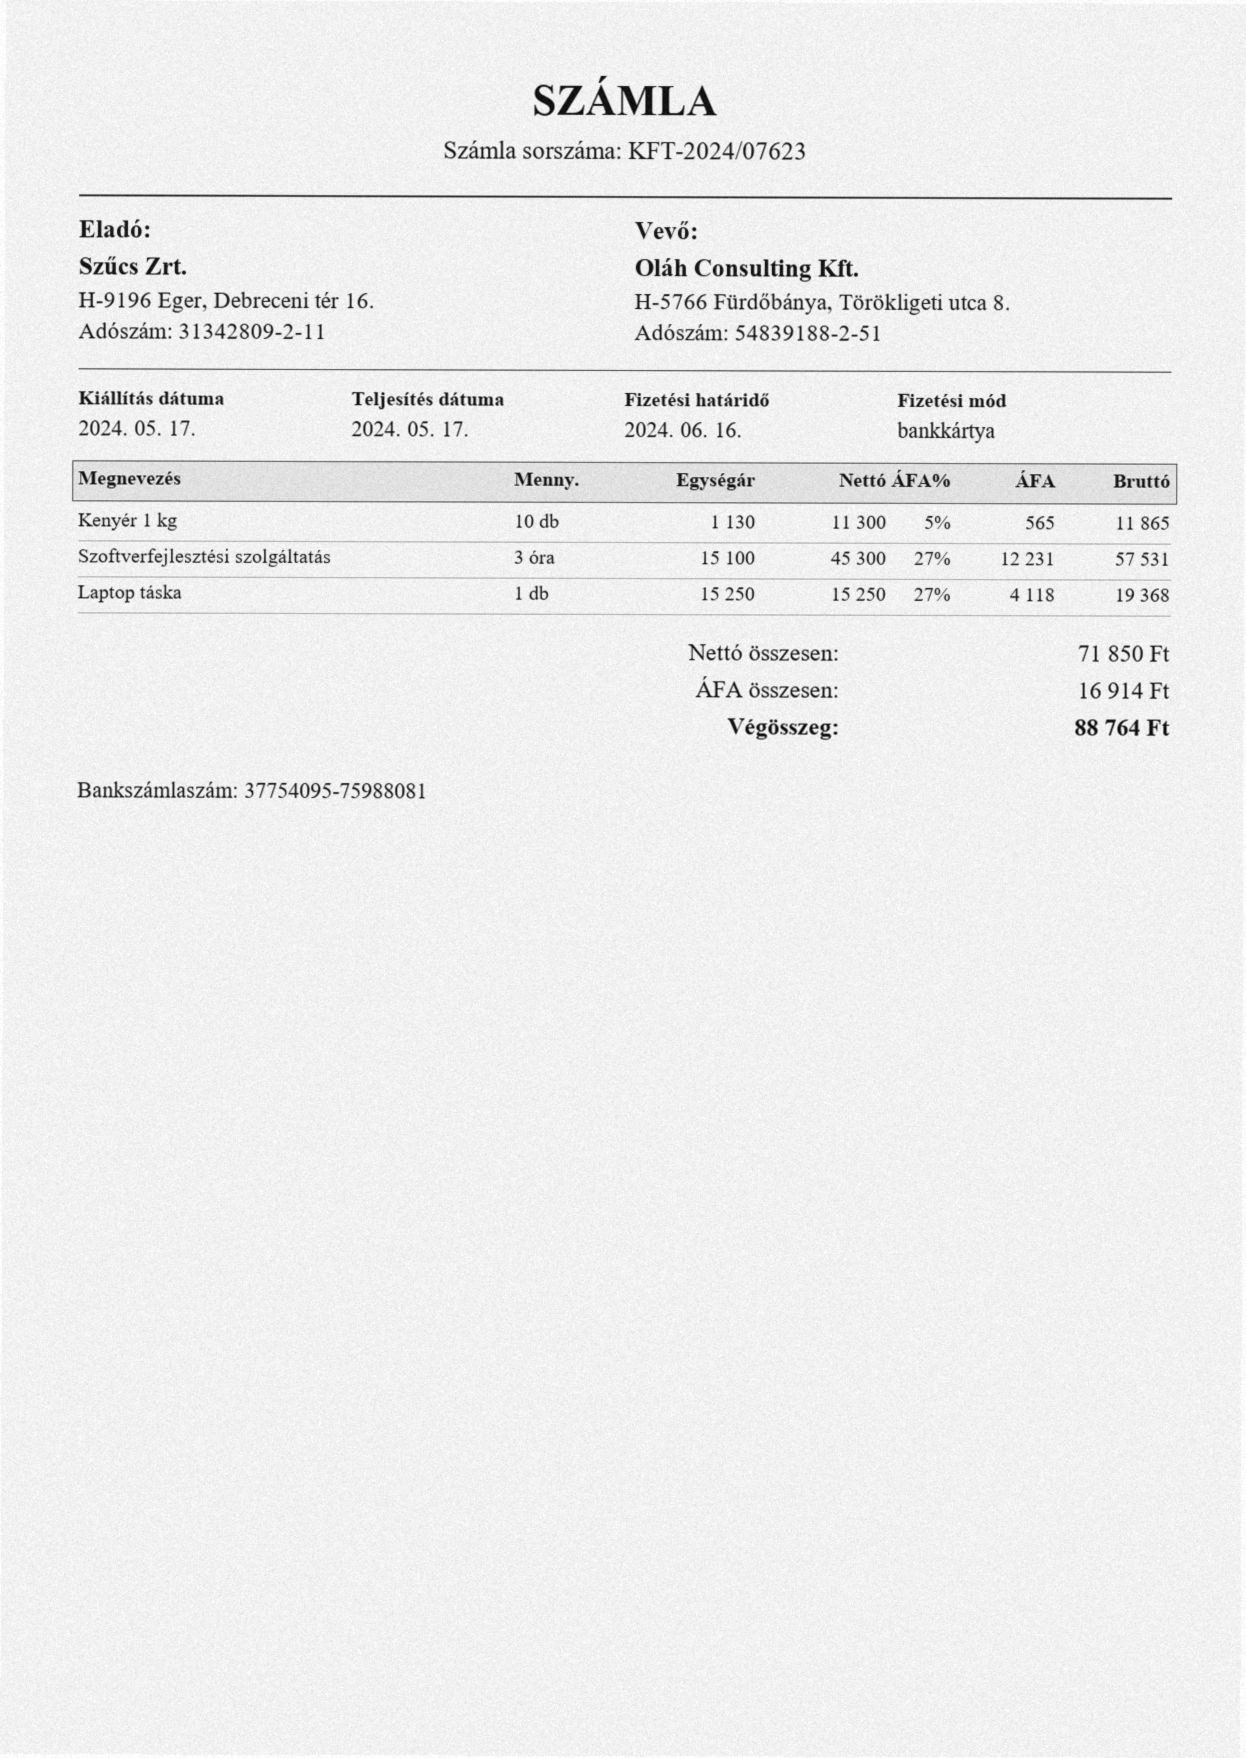 SZÁMLA
Számla sorszáma: KFT-2024/07623
Eladó:
Szűcs Zrt.
H-9196 Eger, Debreceni tér 16.
Adószám: 31342809-2-11
Vevő:
Oláh Consulting Kft.
H-5766 Fürdőbánya, Törökligeti utca 8.
Adószám: 54839188-2-51
Kiállítás dátuma Teljesítés dátuma Fizetési határidő Fizetési mód
2024. 05. 17. 2024. 05. 17. 2024. 06. 16. bankkártya
Megnevezés Menny. Egységár Nettó ÁFA% ÁFA Bruttó
Kenyér 1 kg 10 db 1 130 11 300 5% 565 11 865
Szoftverfejlesztési szolgáltatás 3 óra 15 100 45 300 27% 12 231 57 531
Laptop táska 1 db 15 250 15 250 27% 4 118 19 368
Nettó összesen: 71 850 Ft
ÁFA összesen: 16 914 Ft
Végösszeg: 88 764 Ft
Bankszámlaszám: 37754095-75988081